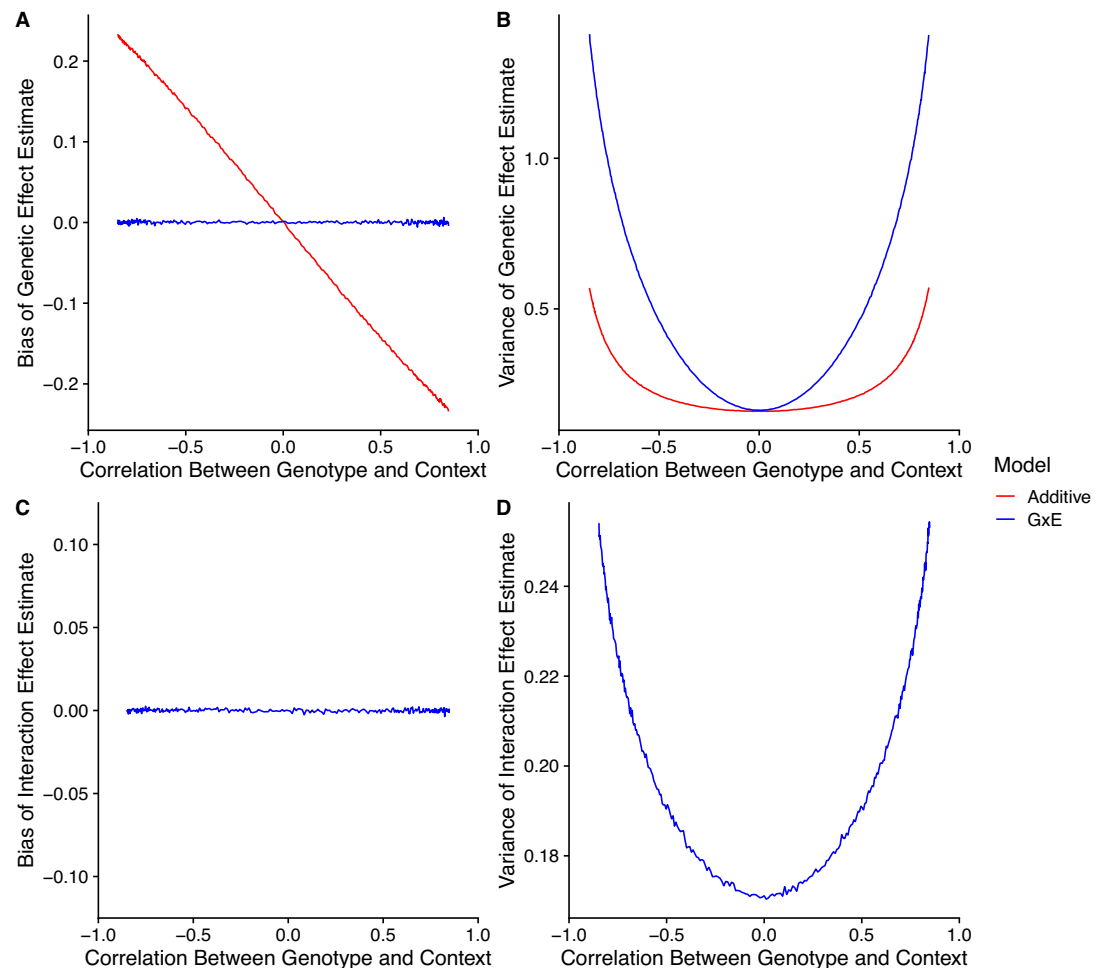 A
Bias of Genetic Effect Estimate
0.2
0.1
0.0
−0.1
−0.2
−1.0 −0.5 0.0 0.5 1.0
Correlation Between Genotype and Context
B
Variance of Genetic Effect Estimate
1.0
0.5
−1.0 −0.5 0.0 0.5 1.0
Correlation Between Genotype and Context
Model
Additive
GxE
C
Bias of Interaction Effect Estimate
0.10
0.05
0.00
−0.05
−0.10
−1.0 −0.5 0.0 0.5 1.0
Correlation Between Genotype and Context
D
Variance of Interaction Effect Estimate
0.24
0.22
0.20
0.18
−1.0 −0.5 0.0 0.5 1.0
Correlation Between Genotype and Context